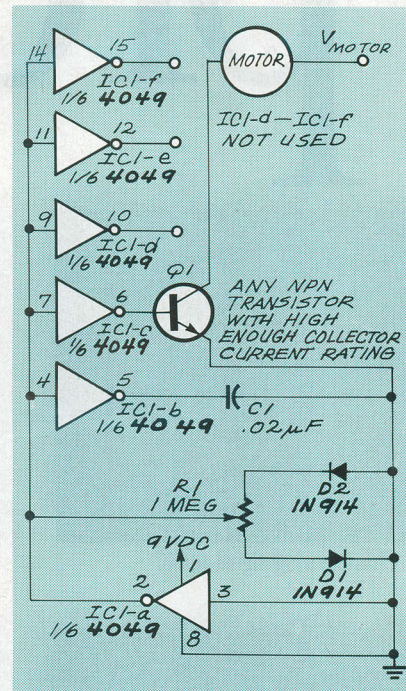 14
15
IC1-f
1/6 4049
MOTOR
VMOTOR
IC1-d—IC1-f
NOT USED
11
12
IC1-e
1/6 4049
9
10
IC1-d
1/6 4049
Q1
ANY NPN
TRANSISTOR
WITH HIGH
ENOUGH COLLECTOR
CURRENT RATING
7
6
IC1-c
1/6 4049
4
5
IC1-b
1/6 4049
C1
.02µF
R1
1 MEG
D2
1N914
9VDC
D1
1N914
2
1
3
8
IC1-a
1/6 4049